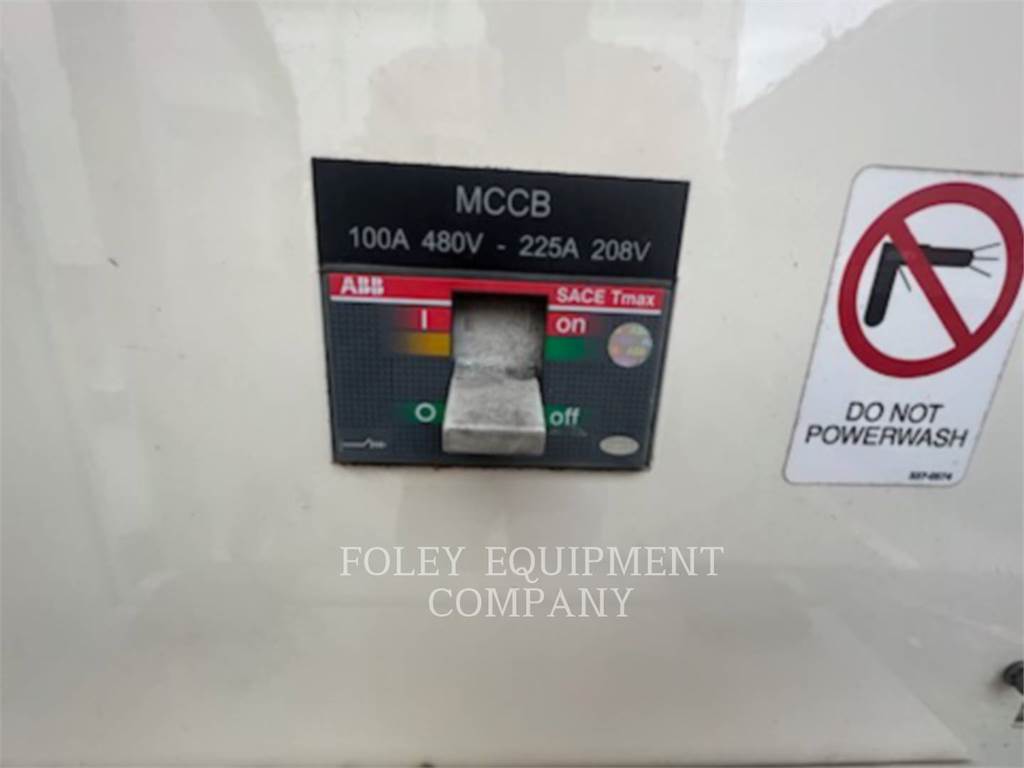 MCCB
100A 480V - 225A 208V
ABB
SACE Tmax
I on
O off
DO NOT
POWERWASH
FOLEY EQUIPMENT
COMPANY